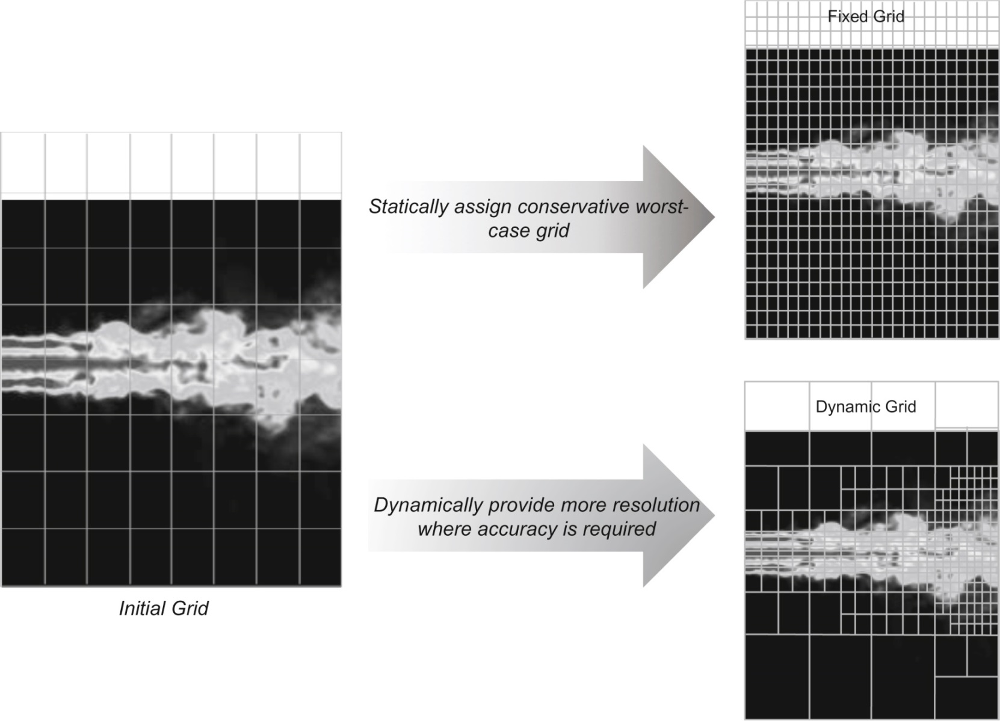 Fixed Grid
Statically assign conservative worst-
case grid
Dynamic Grid
Dynamically provide more resolution
where accuracy is required
Initial Grid